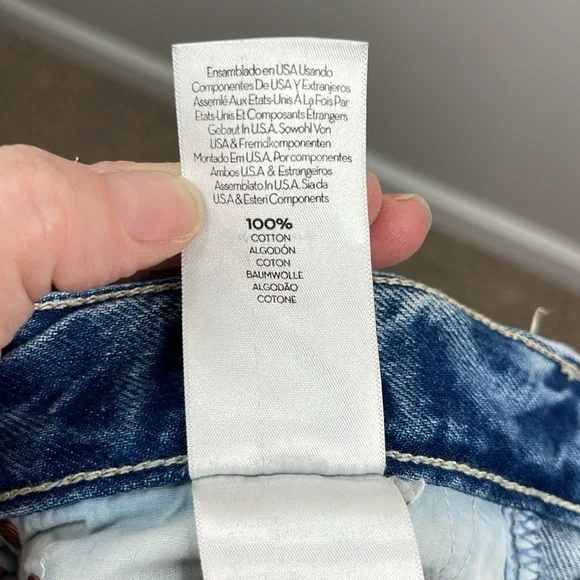 Ensamblado en USA Usando
Componentes De USA Y Extranjeros
Assemlé Aux Etats-Unis À La Fois Par
Etats-Unis Et Composants Étrangers
Gebaut In U.S.A. Sowohl Von
USA & Fremdkomponenten
Montado Em U.S.A. Por componentes
Ambos U.S.A & Estrangeiros
Assemblato In U.S.A. Sia da
U.S.A & Esteri Components
100%
COTTON
ALGODÓN
COTON
BAUMWOLLE
ALGODÃO
COTONE